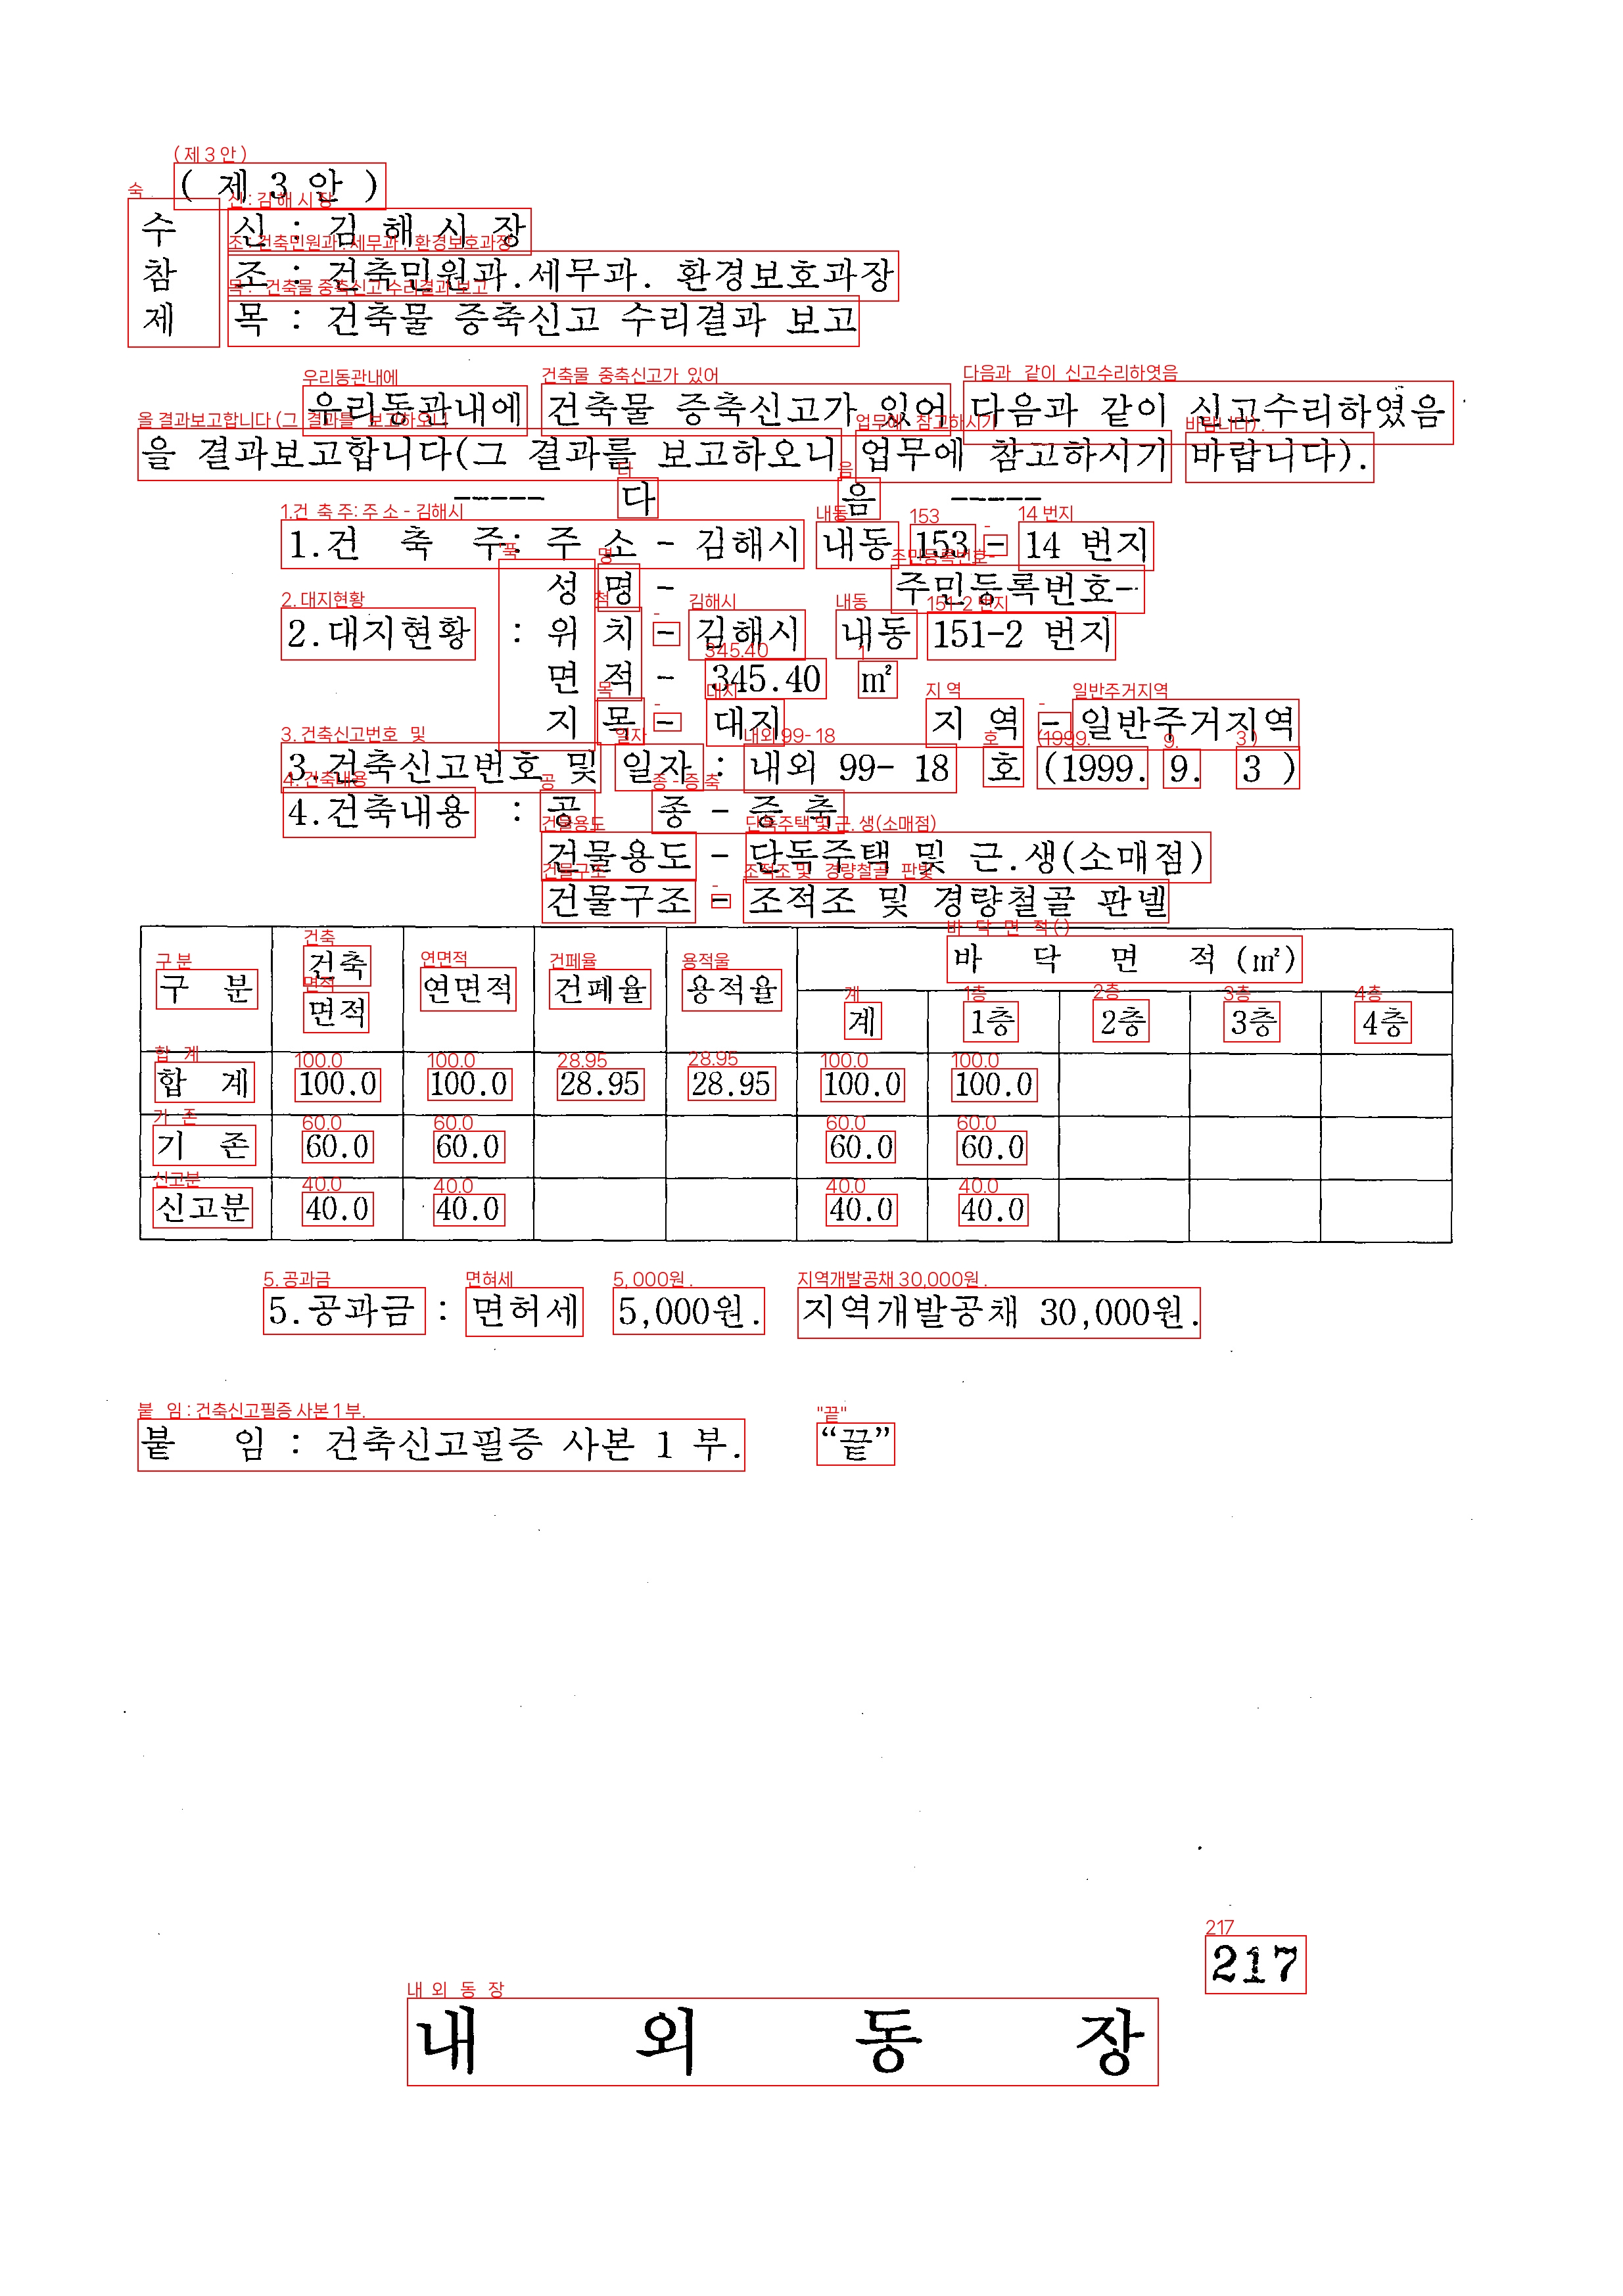 ( 제 3 안 )
수 신 : 김 해 시 장
참 조 : 건축민원과.세무과. 환경보호과장
제 목 : 건축물 증축신고 수리결과 보고
우리동관내에 건축물 증축신고가 있어 다음과 같이 신고수리하였음
을 결과보고합니다(그 결과를 보고하오니 업무에 참고하시기 바랍니다).
----- 다 음 -----
1.건 축 주: 주 소 - 김해시 내동 153 - 14 번지
성 명 - 주민등록번호-
2.대지현황 : 위 치 - 김해시 내동 151-2 번지
면 적 - 345.40 ㎡
지 목 - 대지 지 역 - 일반주거지역
3.건축신고번호 및 일자 : 내외 99- 18 호 (1999. 9. 3 )
4.건축내용 : 공 종 - 증 축
건물용도 - 단독주택 및 근.생(소매점)
건물구조 - 조적조 및 경량철골 판넬
구 분 건축 면적 연면적 건폐율 용적율 바 닥 면 적 (㎡)
계 1층 2층 3층 4층
합 계 100.0 100.0 28.95 28.95 100.0 100.0
기 존 60.0 60.0 60.0 60.0
신고분 40.0 40.0 40.0 40.0
5.공과금 : 면허세 5,000원. 지역개발공채 30,000원.
붙 임 : 건축신고필증 사본 1 부. “끝”
217
내 외 동 장